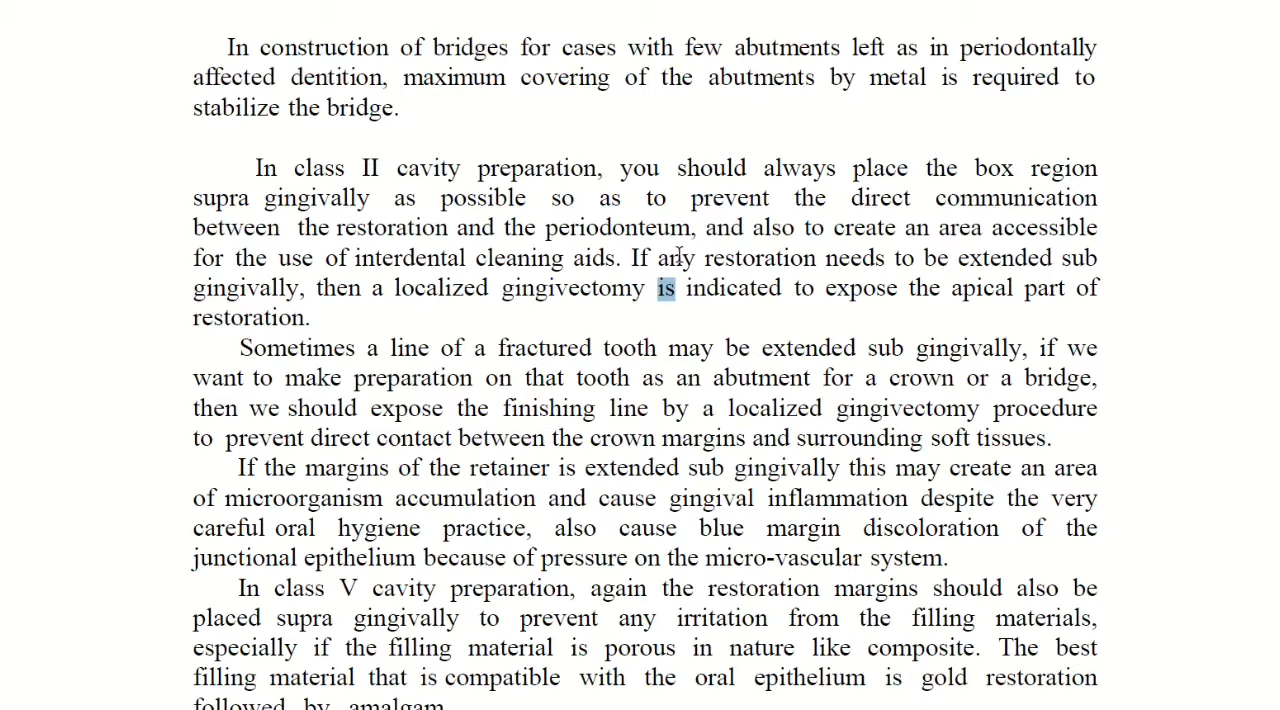 In construction of bridges for cases with few abutments left as in periodontally
affected dentition, maximum covering of the abutments by metal is required to
stabilize the bridge.
In class II cavity preparation, you should always place the box region
supra gingivally as possible so as to prevent the direct communication
between the restoration and the periodonteum, and also to create an area accessible
for the use of interdental cleaning aids. If any restoration needs to be extended sub
gingivally, then a localized gingivectomy is indicated to expose the apical part of
restoration.
Sometimes a line of a fractured tooth may be extended sub gingivally, if we
want to make preparation on that tooth as an abutment for a crown or a bridge,
then we should expose the finishing line by a localized gingivectomy procedure
to prevent direct contact between the crown margins and surrounding soft tissues.
If the margins of the retainer is extended sub gingivally this may create an area
of microorganism accumulation and cause gingival inflammation despite the very
careful oral hygiene practice, also cause blue margin discoloration of the
junctional epithelium because of pressure on the micro-vascular system.
In class V cavity preparation, again the restoration margins should also be
placed supra gingivally to prevent any irritation from the filling materials,
especially if the filling material is porous in nature like composite. The best
filling material that is compatible with the oral epithelium is gold restoration
followed by amalgam